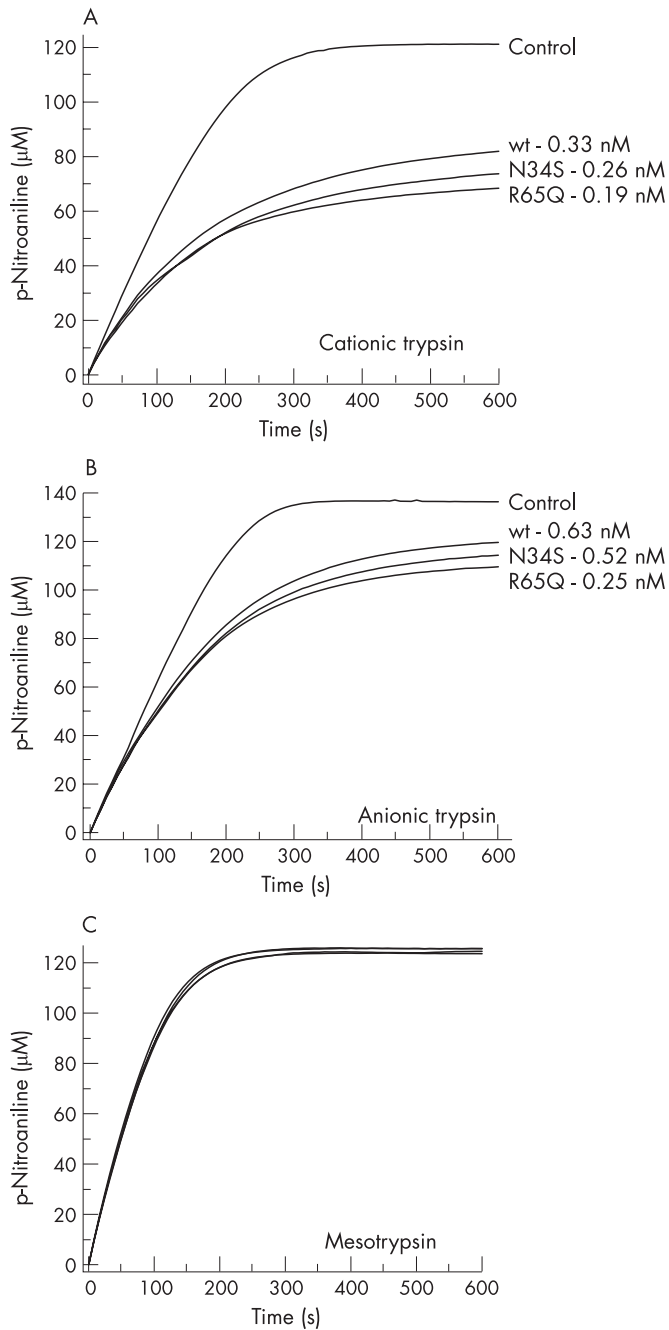 A
p-Nitroaniline (µM)
120
100
80
60
40
20
0
Control
wt - 0.33 nM
N34S - 0.26 nM
R65Q - 0.19 nM
Cationic trypsin
0 100 200 300 400 500 600
Time (s)
B
p-Nitroaniline (µM)
140
120
100
80
60
40
20
0
Control
wt - 0.63 nM
N34S - 0.52 nM
R65Q - 0.25 nM
Anionic trypsin
0 100 200 300 400 500 600
Time (s)
C
p-Nitroaniline (µM)
120
100
80
60
40
120
0
Mesotrypsin
0 100 200 300 400 500 600
Time (s)